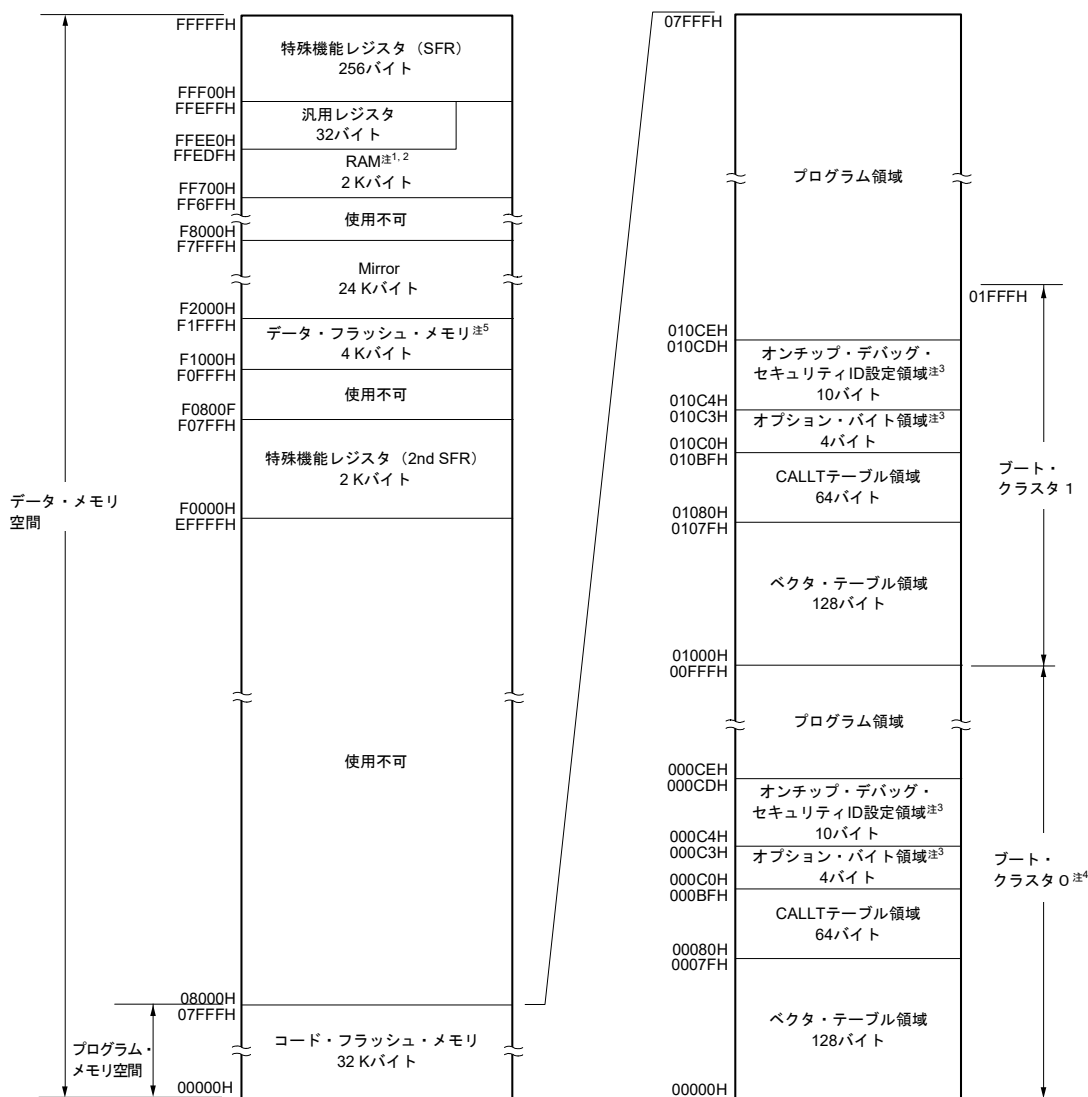 FFFFFH
特殊機能レジスタ（SFR）
256バイト
FFF00H
FFEFFH
汎用レジスタ
32バイト
FFEE0H
FFEDFH
RAM注1, 2
2 Kバイト
FF700H
FF6FFH
使用不可
F8000H
F7FFFH
Mirror
24 Kバイト
F2000H
F1FFFH
データ・フラッシュ・メモリ注5
4 Kバイト
F1000H
F0FFFH
使用不可
F0800F
F07FFH
特殊機能レジスタ（2nd SFR）
2 Kバイト
F0000H
EFFFFH
データ・メモリ
空間
使用不可
08000H
07FFFH
コード・フラッシュ・メモリ
32 Kバイト
プログラム・
メモリ空間
00000H
07FFFH
プログラム領域
01FFFH
010CEH
010CDH
オンチップ・デバッグ・
セキュリティID設定領域注3
10バイト
010C4H
010C3H
オプション・バイト領域注3
4バイト
010C0H
010BFH
CALLTテーブル領域
64バイト
ブート・
クラスタ 1
01080H
0107FH
ベクタ・テーブル領域
128バイト
01000H
00FFFH
プログラム領域
000CEH
000CDH
オンチップ・デバッグ・
セキュリティID設定領域注3
10バイト
000C4H
000C3H
オプション・バイト領域注3
4バイト
000C0H
000BFH
ブート・
クラスタ０注4
CALLTテーブル領域
64バイト
00080H
0007FH
ベクタ・テーブル領域
128バイト
00000H